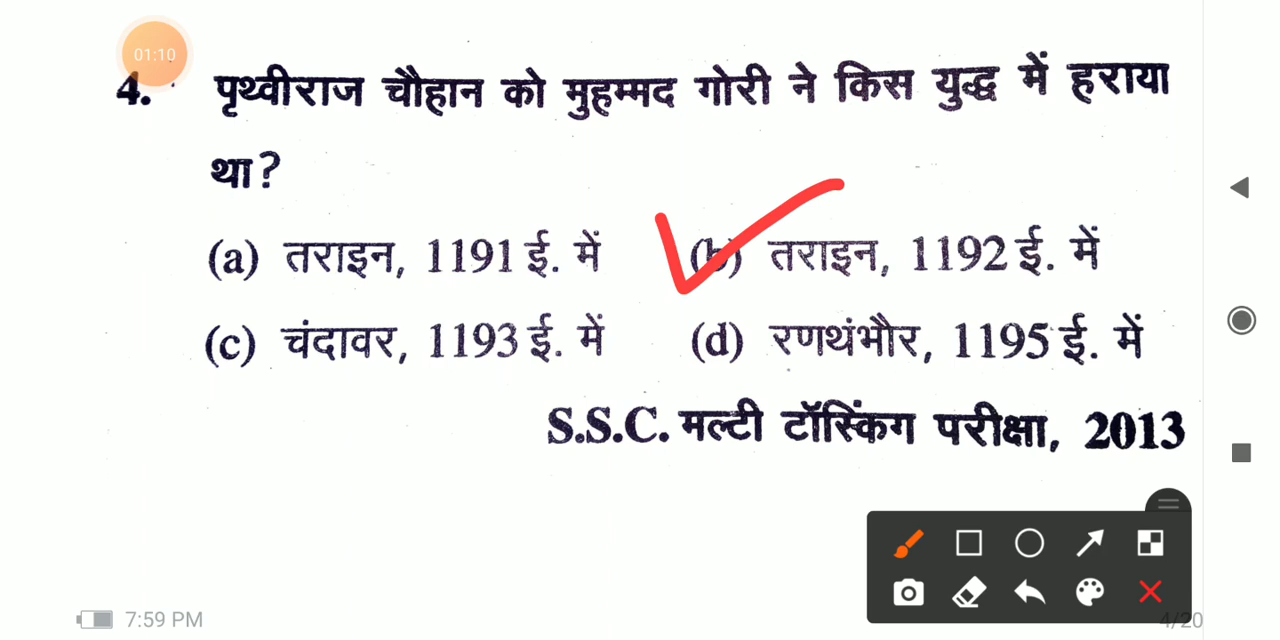 01:10
4. पृथ्वीराज चौहान को मुहम्मद गोरी ने किस युद्ध में हराया
था?
(a) तराइन, 1191 ई. में (b) तराइन, 1192 ई. में
(c) चंदावर, 1193 ई. में (d) रणथंभौर, 1195 ई. में
S.S.C. मल्टी टॉस्किंग परीक्षा, 2013
7:59 PM 4/20